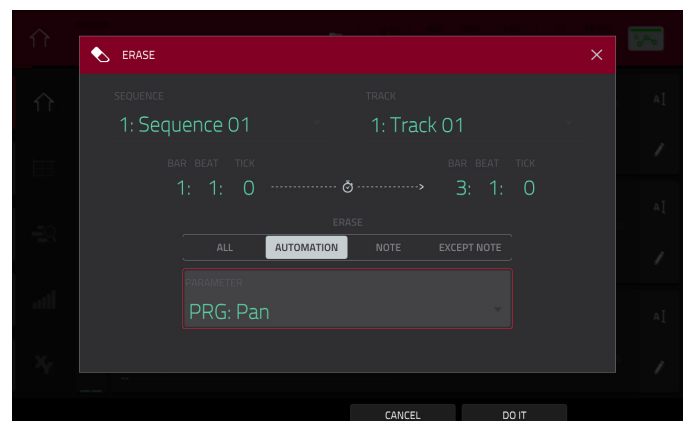 ERASE
SEQUENCE TRACK
1: Sequence 01 1: Track 01
BAR BEAT TICK BAR BEAT TICK
1: 1: 0 3: 1: 0
ERASE
ALL AUTOMATION NOTE EXCEPT NOTE
PARAMETER
PRG: Pan
CANCEL DO IT